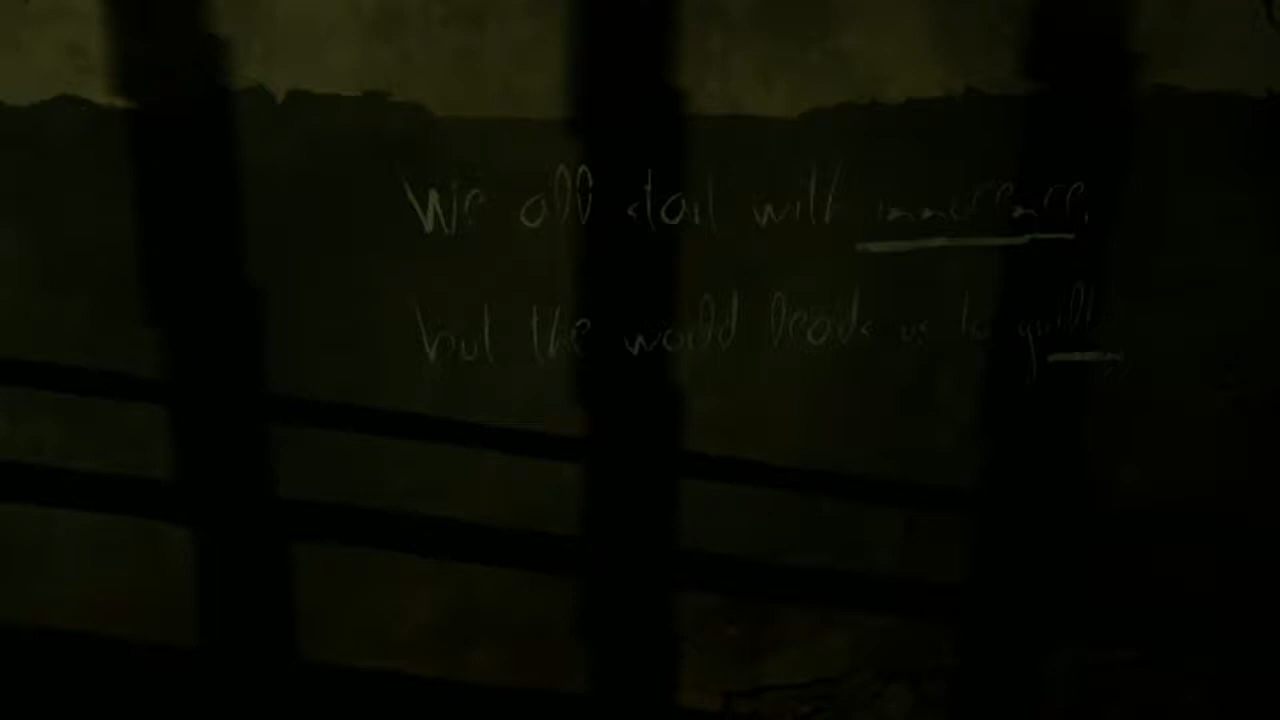 We all start with innocence,
but the world leads us to guilt